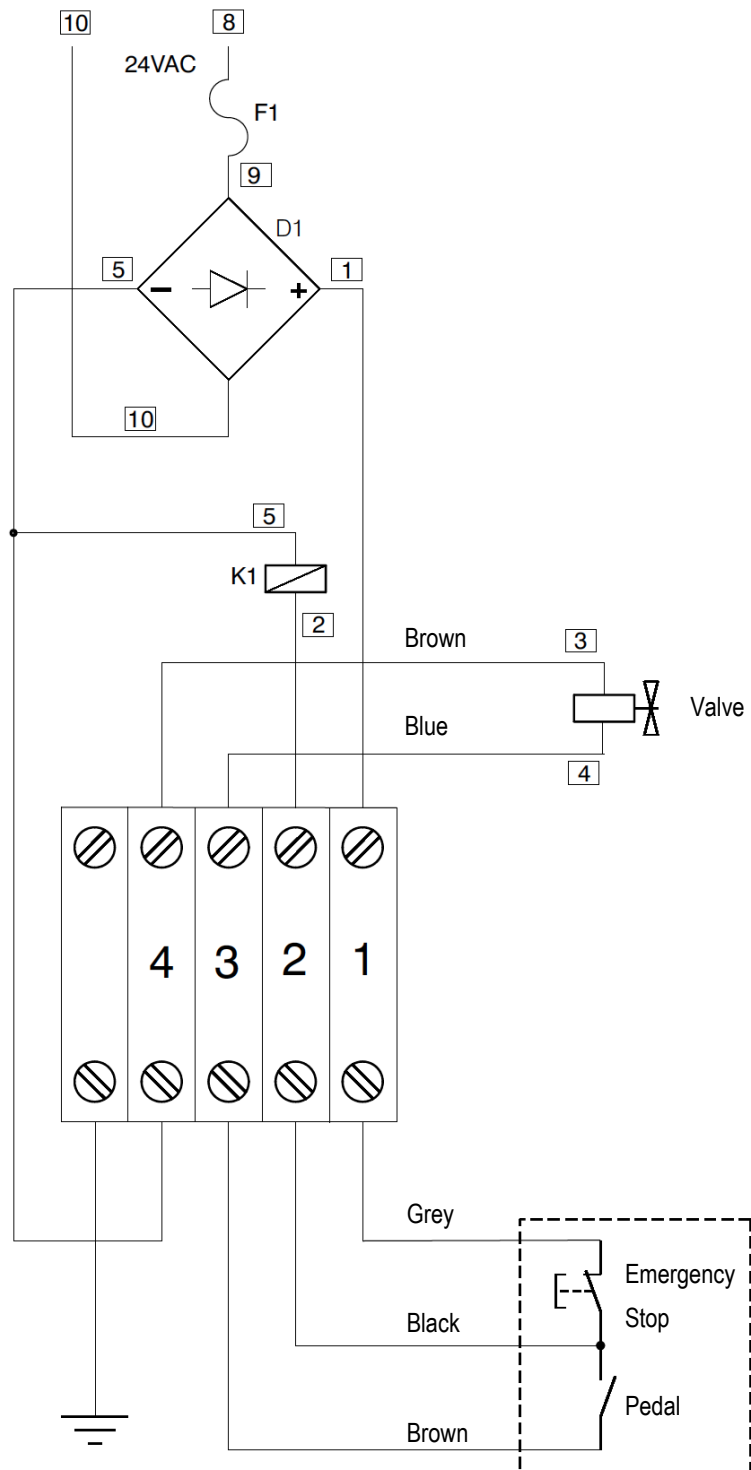 10
8
24VAC
F1
9
D1
5
1
− +
10
5
K1
2
Brown
3
Valve
Blue
4
4 3 2 1
Grey
Emergency
Stop
Black
Pedal
Brown